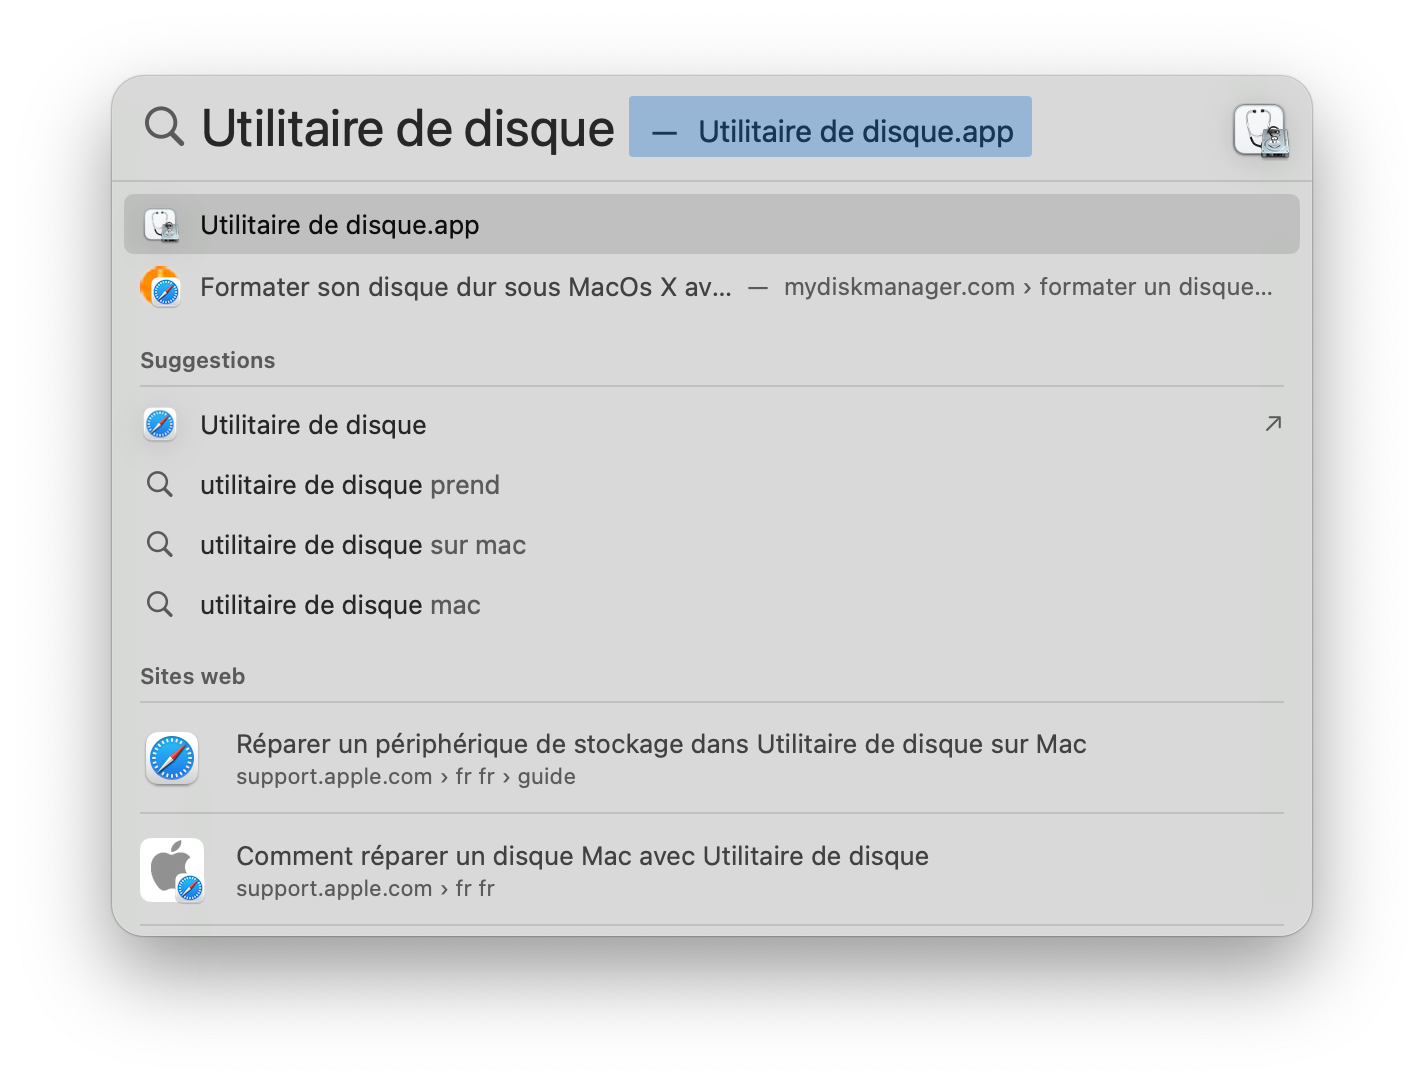 Utilitaire de disque — Utilitaire de disque.app
Utilitaire de disque.app
Formater son disque dur sous MacOs X av... — mydiskmanager.com › formater un disque...
Suggestions
Utilitaire de disque
utilitaire de disque prend
utilitaire de disque sur mac
utilitaire de disque mac
Sites web
Réparer un périphérique de stockage dans Utilitaire de disque sur Mac
support.apple.com › fr fr › guide
Comment réparer un disque Mac avec Utilitaire de disque
support.apple.com › fr fr